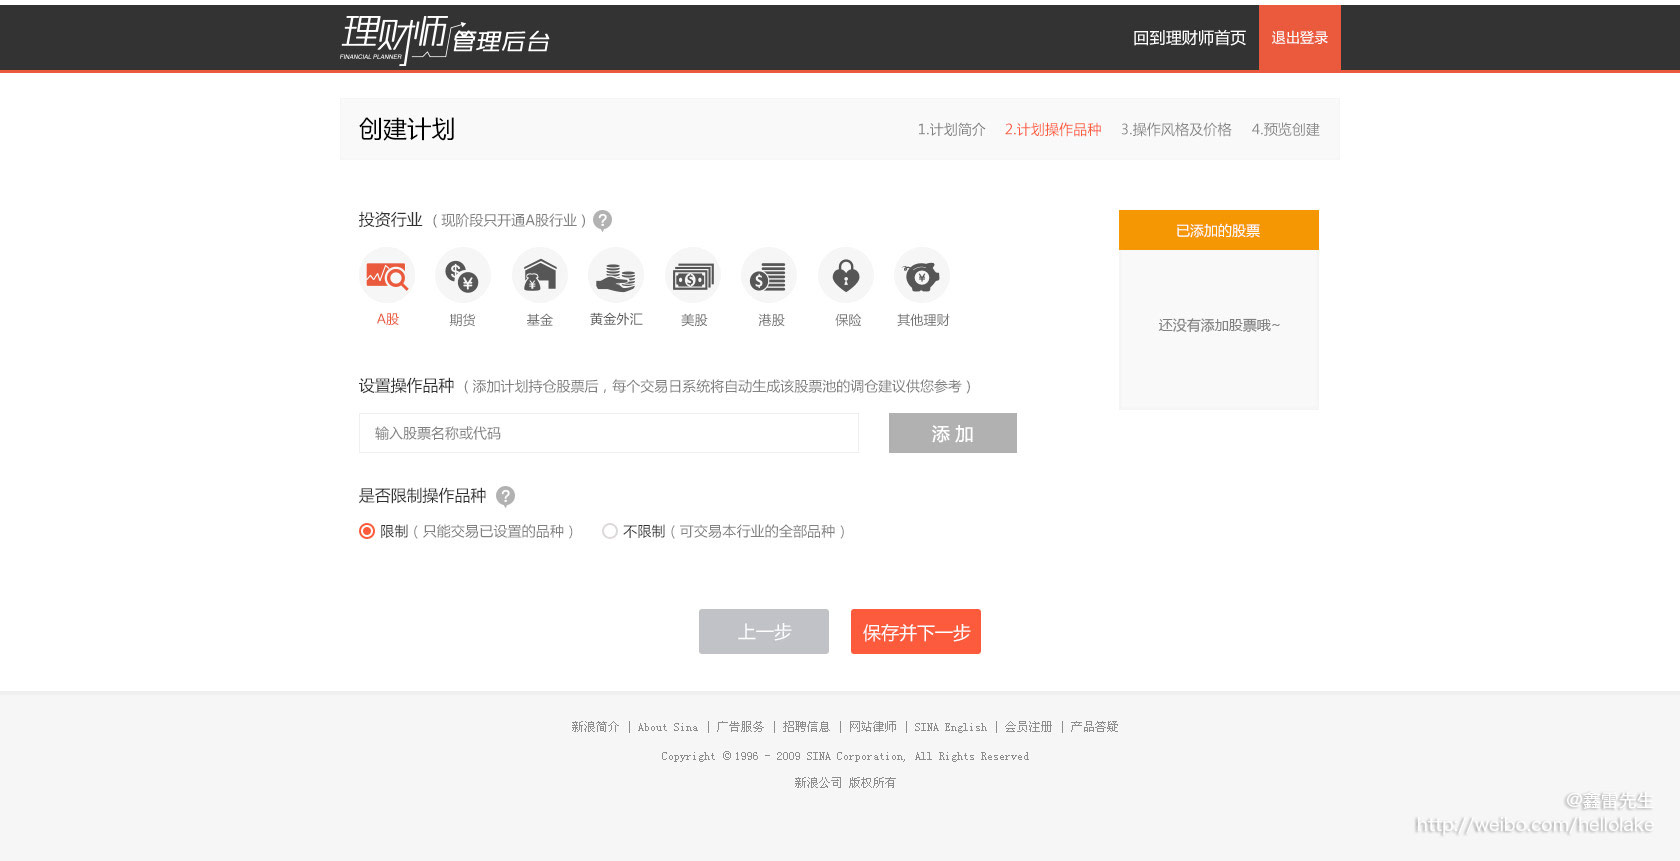 理财师管理后台
FINANCIAL PLANNER
回到理财师首页 退出登录
创建计划
1.计划简介 2.计划操作品种 3.操作风格及价格 4.预览创建
投资行业（现阶段只开通A股行业）?
已添加的股票
A股 期货 基金 黄金外汇 美股 港股 保险 其他理财
还没有添加股票哦~
设置操作品种（添加计划持仓股票后，每个交易日系统将自动生成该股票池的调仓建议供您参考）
输入股票名称或代码 添 加
是否限制操作品种 ?
限制（只能交易已设置的品种） 不限制（可交易本行业的全部品种）
上一步 保存并下一步
新浪简介 | About Sina | 广告服务 | 招聘信息 | 网站律师 | SINA English | 会员注册 | 产品答疑
Copyright © 1996 - 2009 SINA Corporation, All Rights Reserved
新浪公司 版权所有
@鑫雷先生
http://weibo.com/hellolake